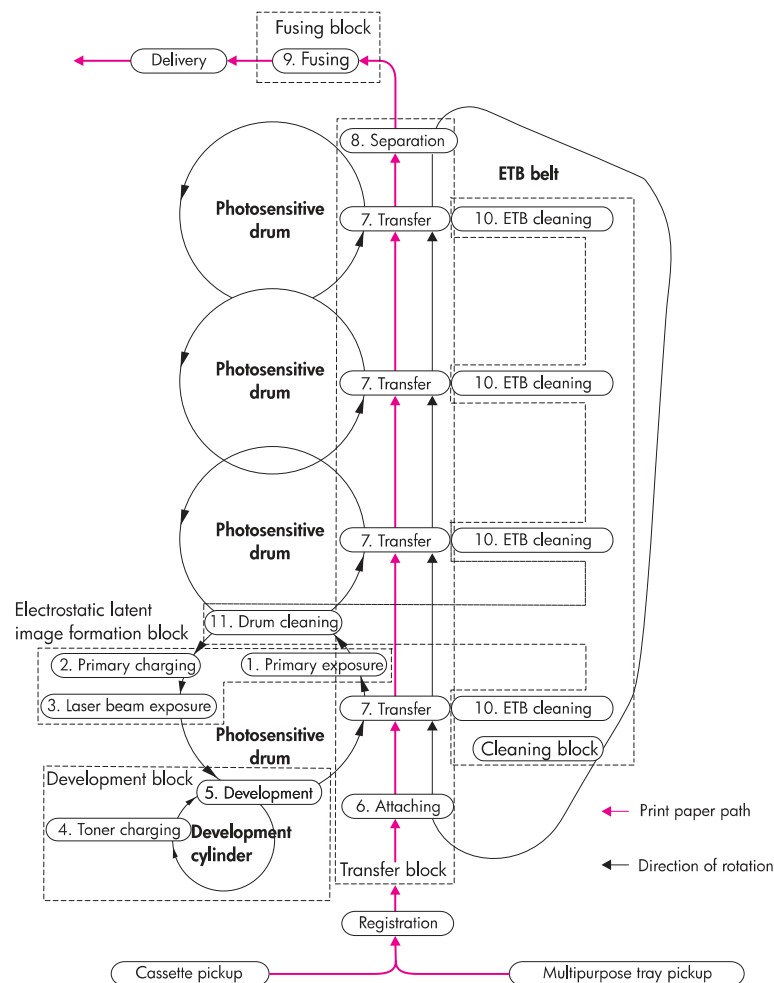 Fusing block
Delivery
9. Fusing
8. Separation
ETB belt
Photosensitive
drum
7. Transfer
10. ETB cleaning
Photosensitive
drum
7. Transfer
10. ETB cleaning
Photosensitive
drum
7. Transfer
10. ETB cleaning
Electrostatic latent
image formation block
11. Drum cleaning
2. Primary charging
1. Primary exposure
3. Laser beam exposure
7. Transfer
10. ETB cleaning
Photosensitive
drum
Cleaning block
Development block
5. Development
6. Attaching
4. Toner charging
Development
cylinder
Print paper path
Transfer block
Direction of rotation
Registration
Cassette pickup
Multipurpose tray pickup